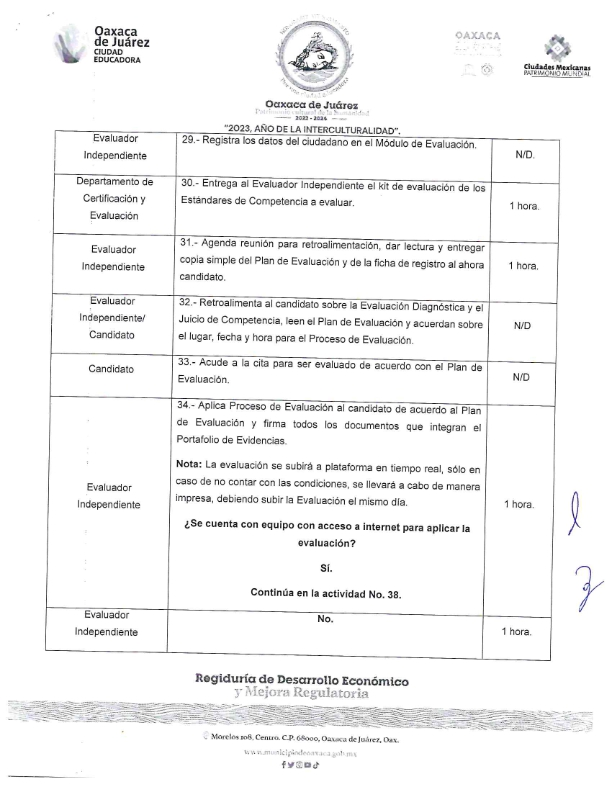 Oaxaca
de Juárez
CIUDAD
EDUCADORA
OAXACA
Ciudades Mexicanas
PATRIMONIO MUNDIAL
Oaxaca de Juárez
Patrimonio cultural de la humanidad
2022 - 2024
"2023, AÑO DE LA INTERCULTURALIDAD".
Evaluador
Independiente
29.- Registra los datos del ciudadano en el Módulo de Evaluación.
N/D.
Departamento de
Certificación y
Evaluación
30.- Entrega al Evaluador Independiente el kit de evaluación de los
Estándares de Competencia a evaluar.
1 hora.
Evaluador
Independiente
31.- Agenda reunión para retroalimentación, dar lectura y entregar
copia simple del Plan de Evaluación y de la ficha de registro al ahora
candidato.
1 hora.
Evaluador
Independiente/
Candidato
32.- Retroalimenta al candidato sobre la Evaluación Diagnóstica y el
Juicio de Competencia, leen el Plan de Evaluación y acuerdan sobre
el lugar, fecha y hora para el Proceso de Evaluación.
N/D
Candidato
33.- Acude a la cita para ser evaluado de acuerdo con el Plan de
Evaluación.
N/D
Evaluador
Independiente
34.- Aplica Proceso de Evaluación al candidato de acuerdo al Plan
de Evaluación y firma todos los documentos que integran el
Portafolio de Evidencias.
Nota: La evaluación se subirá a plataforma en tiempo real, sólo en
caso de no contar con las condiciones, se llevará a cabo de manera
impresa, debiendo subir la Evaluación el mismo día.
¿Se cuenta con equipo con acceso a internet para aplicar la
evaluación?
Sí.
Continúa en la actividad No. 38.
1 hora.
Evaluador
Independiente
No.
1 hora.
Regiduría de Desarrollo Económico
y Mejora Regulatoria
Morelos 108, Centro. C.P. 68000, Oaxaca de Juárez, Oax.
www.municipiodeoaxaca.gob.mx